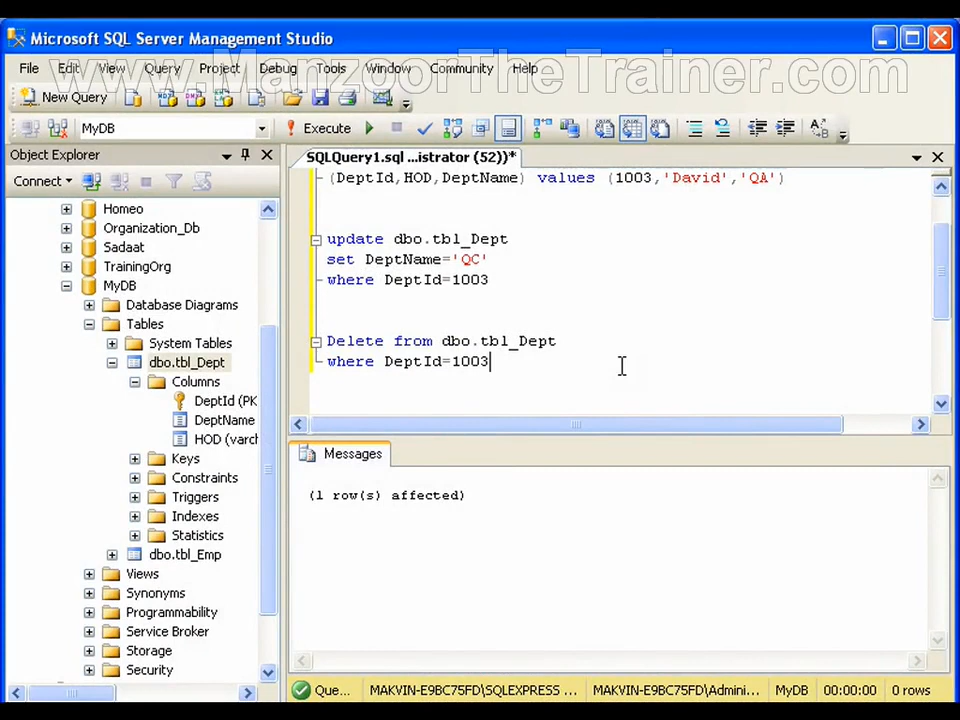 Microsoft SQL Server Management Studio
www.ManzoorTheTrainer.com
File Edit View Query Project Debug Tools Window Community Help
New Query
MyDB Execute
Object Explorer
SQLQuery1.sql ...istrator (52))*
Connect
Homeo
Organization_Db
Sadaat
TrainingOrg
MyDB
Database Diagrams
Tables
System Tables
dbo.tbl_Dept
Columns
DeptId (PK
DeptName
HOD (varch
Keys
Constraints
Triggers
Indexes
Statistics
dbo.tbl_Emp
Views
Synonyms
Programmability
Service Broker
Storage
Security
(DeptId,HOD,DeptName) values (1003,'David','QA')
update dbo.tbl_Dept
set DeptName='QC'
where DeptId=1003
Delete from dbo.tbl_Dept
where DeptId=1003
Messages
(1 row(s) affected)
Que... MAKVIN-E9BC75FD\SQLEXPRESS ... MAKVIN-E9BC75FD\Admini... MyDB 00:00:00 0 rows